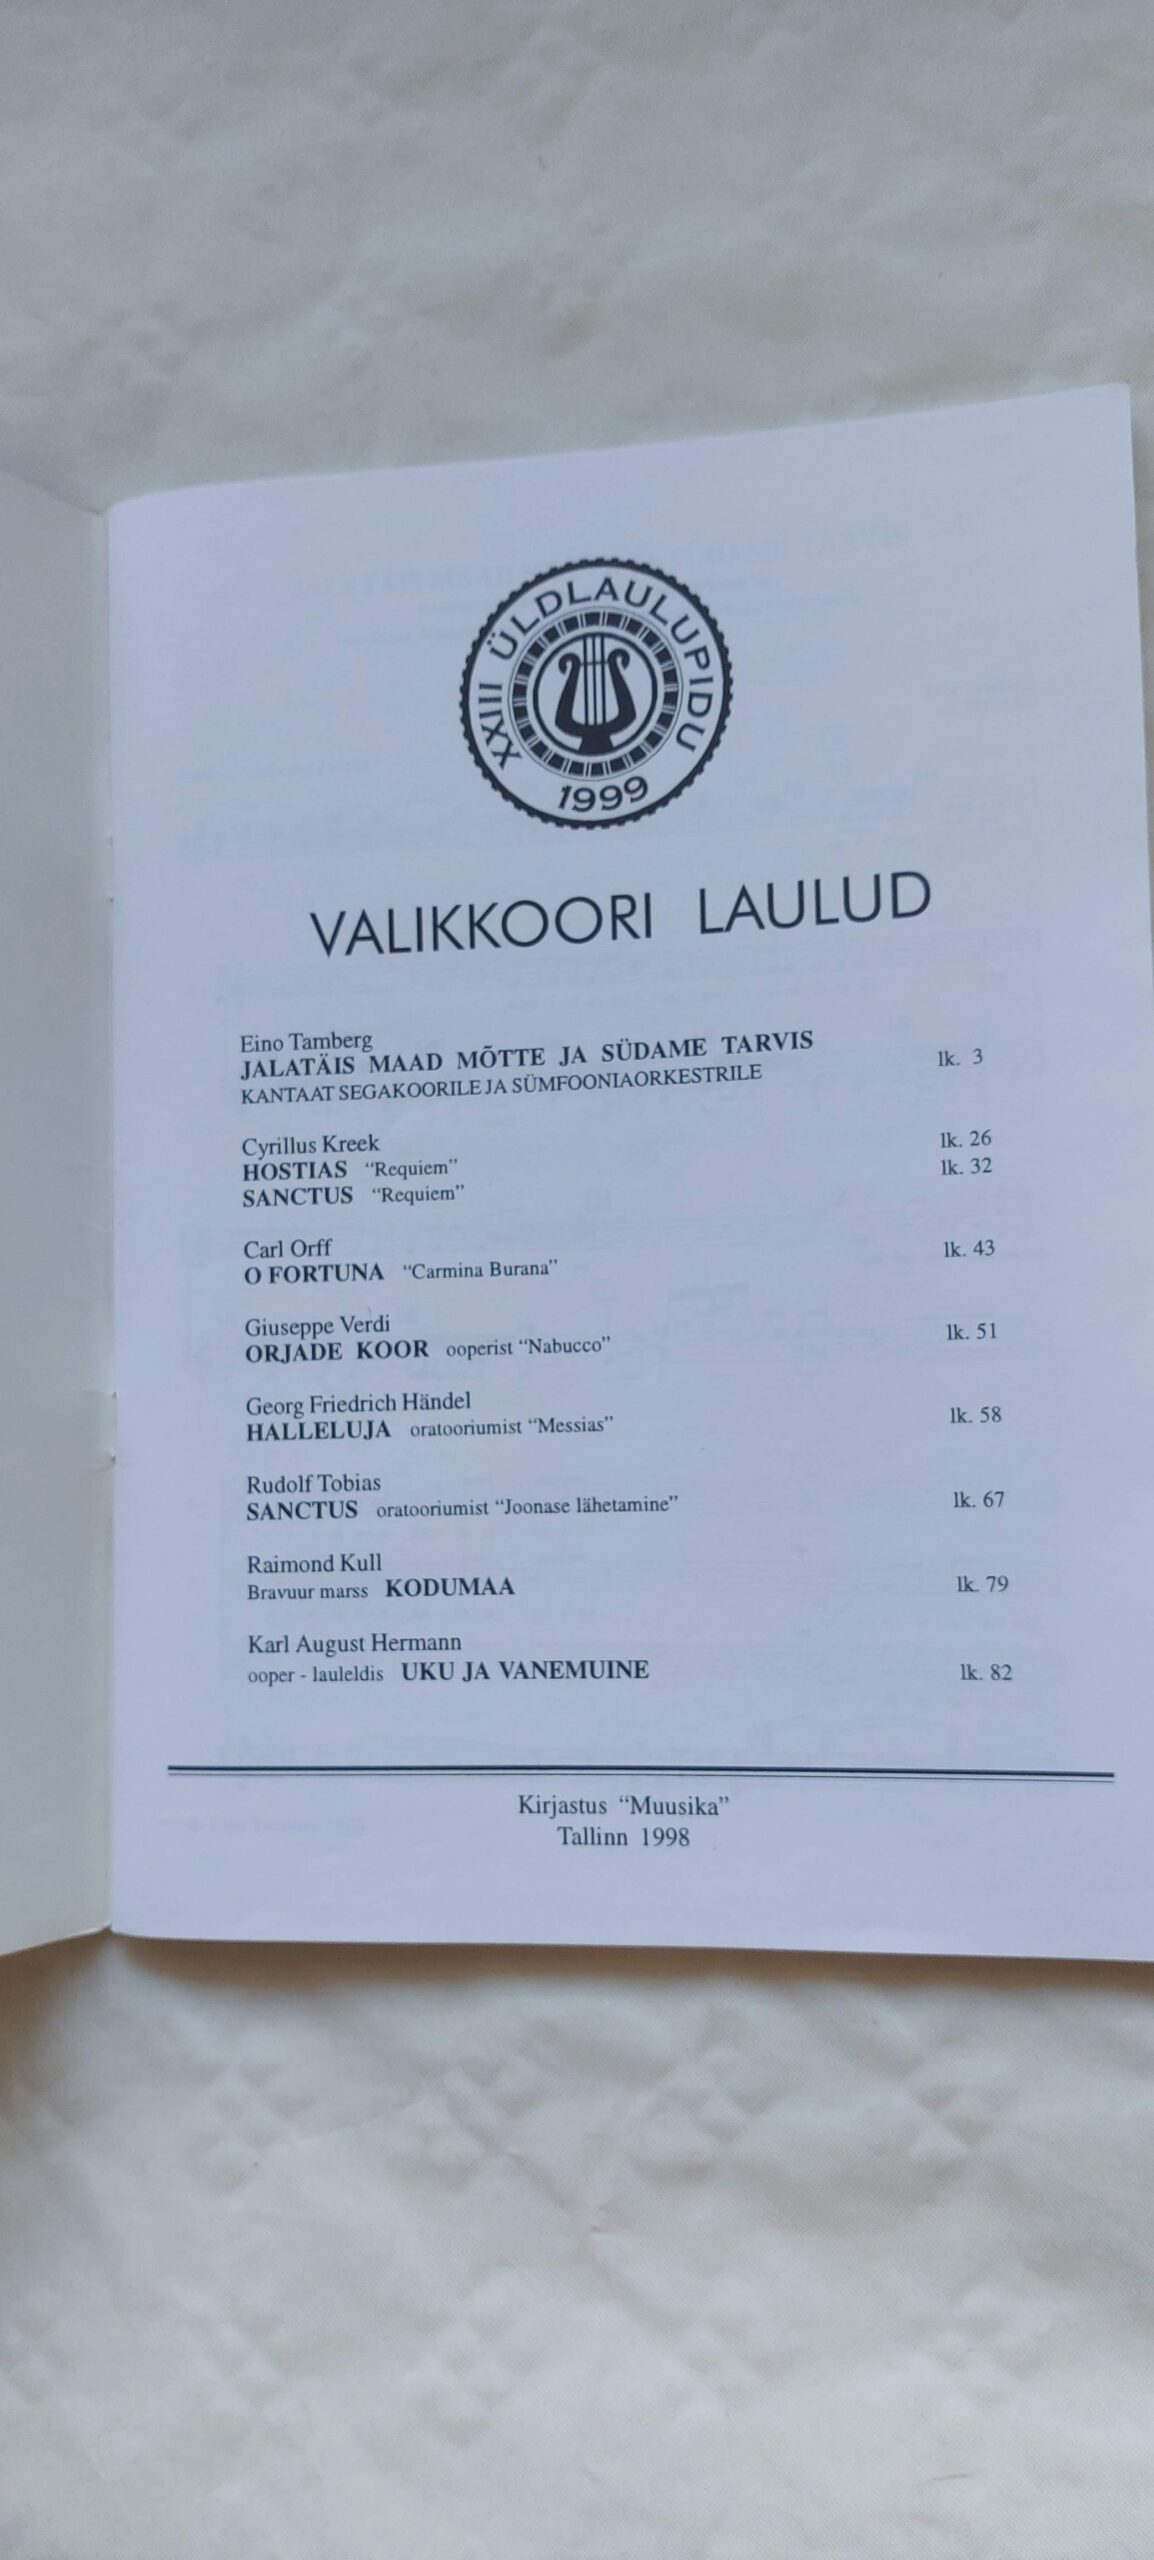 XXIII ÜLDLAULUPIDU
1999
VALIKKOORI LAULUD
Eino Tamberg
JALATÄIS MAAD MÕTTE JA SÜDAME TARVIS lk. 3
KANTAAT SEGAKOORILE JA SÜMFOONIAORKESTRILE
Cyrillus Kreek
HOSTIAS “Requiem” lk. 26
SANCTUS “Requiem” lk. 32
Carl Orff
O FORTUNA “Carmina Burana” lk. 43
Giuseppe Verdi
ORJADE KOOR ooperist “Nabucco” lk. 51
Georg Friedrich Händel
HALLELUJA oratooriumist “Messias” lk. 58
Rudolf Tobias
SANCTUS oratooriumist “Joonase lähetamine” lk. 67
Raimond Kull
Bravuur marss KODUMAA lk. 79
Karl August Hermann
ooper - lauleldis UKU JA VANEMUINE lk. 82
Kirjastus “Muusika”
Tallinn 1998